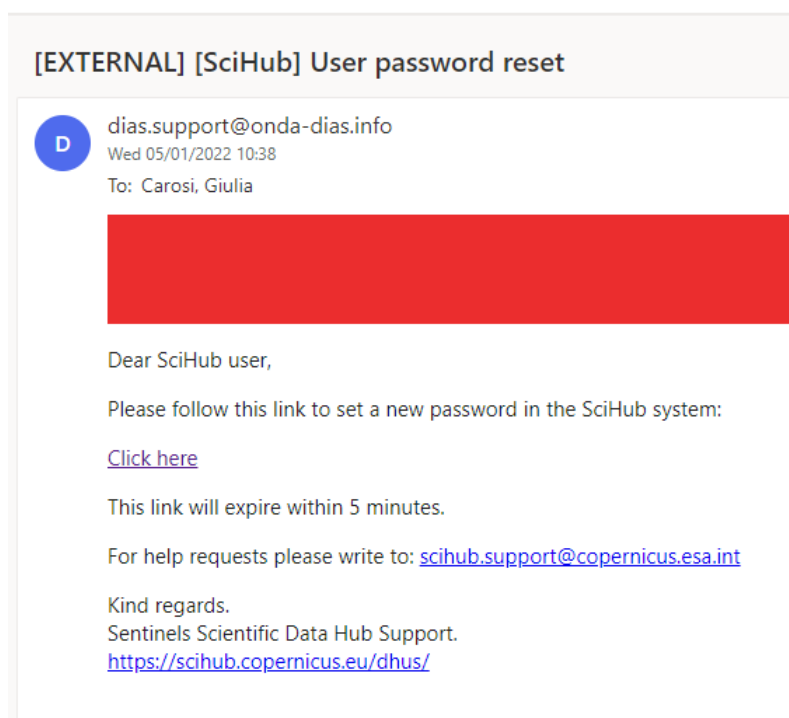 [EXTERNAL] [SciHub] User password reset
D
dias.support@onda-dias.info
Wed 05/01/2022 10:38
To: Carosi, Giulia
Dear SciHub user,
Please follow this link to set a new password in the SciHub system:
Click here
This link will expire within 5 minutes.
For help requests please write to: scihub.support@copernicus.esa.int
Kind regards.
Sentinels Scientific Data Hub Support.
https://scihub.copernicus.eu/dhus/